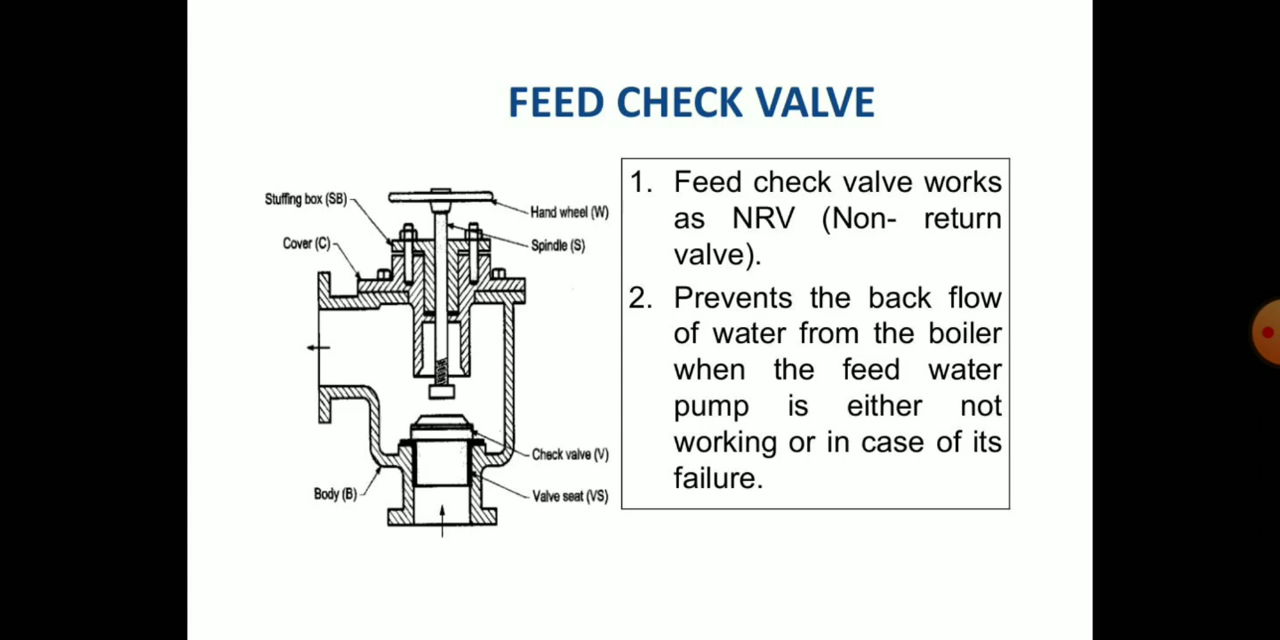 FEED CHECK VALVE
Stuffing box (SB)
Cover (C)
Hand wheel (W)
Spindle (S)
Check valve (V)
Valve seat (VS)
Body (B)
1. Feed check valve works
as NRV (Non- return
valve).
2. Prevents the back flow
of water from the boiler
when the feed water
pump is either not
working or in case of its
failure.